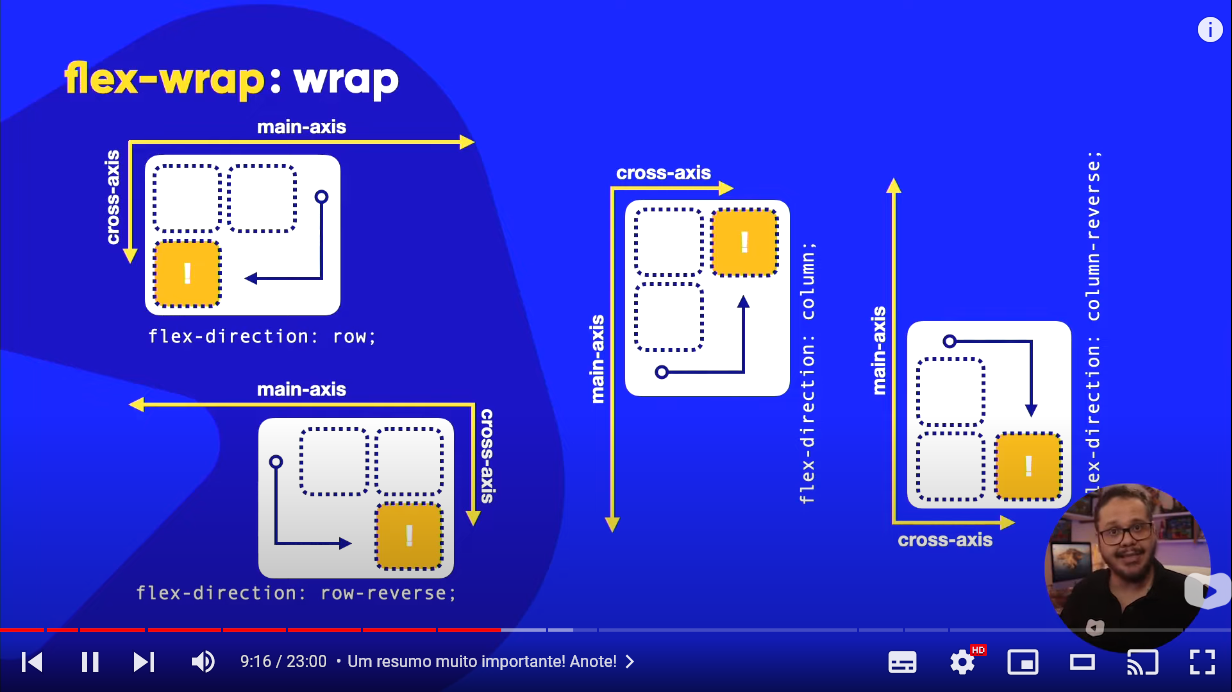 flex-wrap: wrap
main-axis
cross-axis
!
flex-direction: row;
main-axis
cross-axis
!
flex-direction: row-reverse;
cross-axis
main-axis
!
flex-direction: column;
main-axis
!
cross-axis
lex-direction: column-reverse;
i
9:16 / 23:00 • Um resumo muito importante! Anote!
HD